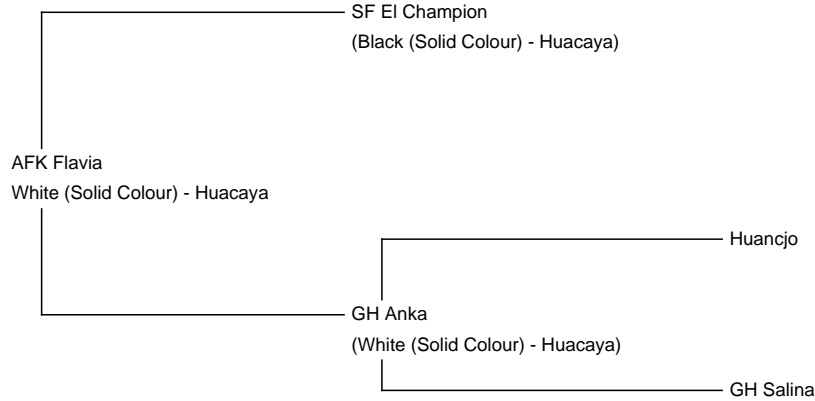 SF El Champion
(Black (Solid Colour) - Huacaya)
AFK Flavia
White (Solid Colour) - Huacaya
Huancjo
GH Anka
(White (Solid Colour) - Huacaya)
GH Salina